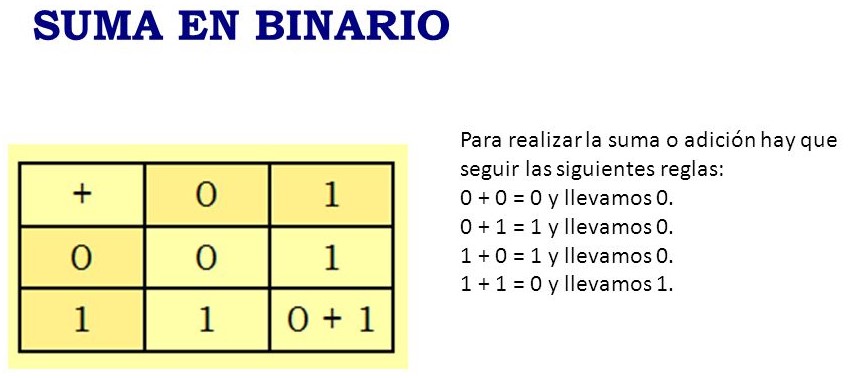 SUMA EN BINARIO
+ 0 1
0 0 1
1 1 0 + 1
Para realizar la suma o adición hay que
seguir las siguientes reglas:
0 + 0 = 0 y llevamos 0.
0 + 1 = 1 y llevamos 0.
1 + 0 = 1 y llevamos 0.
1 + 1 = 0 y llevamos 1.